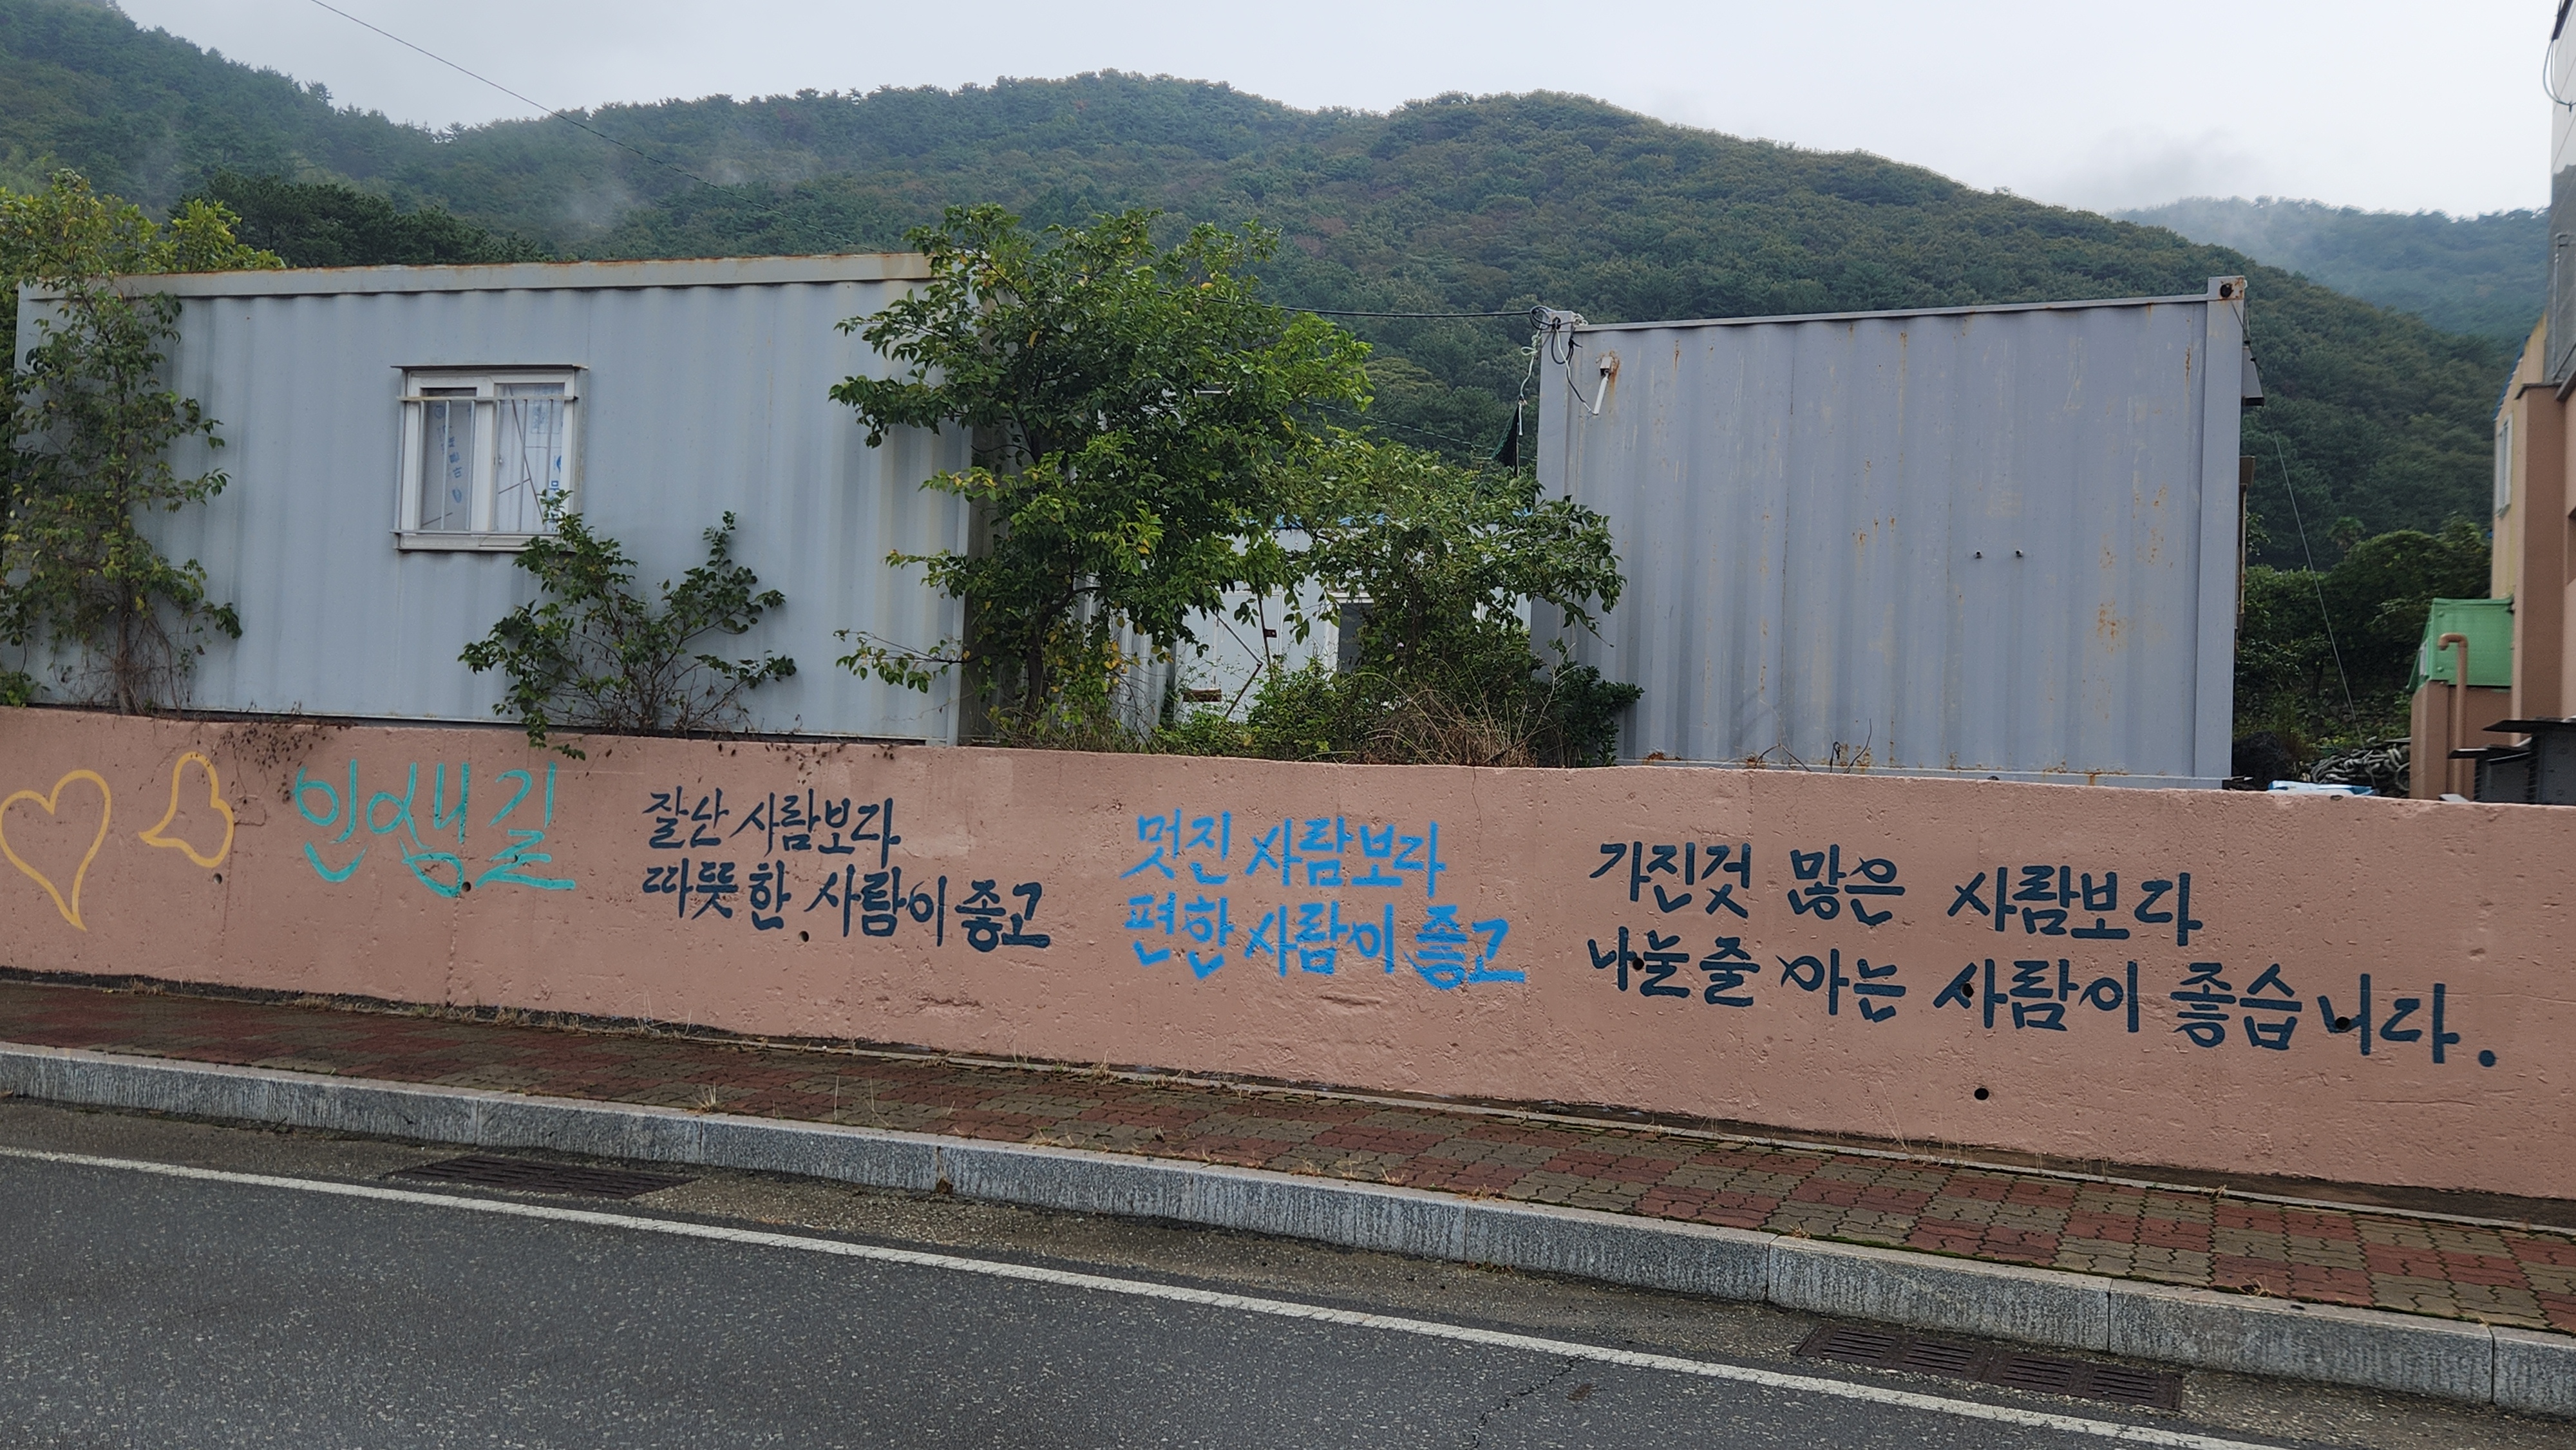 인생길
잘난 사람보라
따뜻한 사람이 좋고
멋진 사람보라
편한 사람이 좋고
가진것 많은 사람보다
나눌줄 아는 사람이 좋습니다.